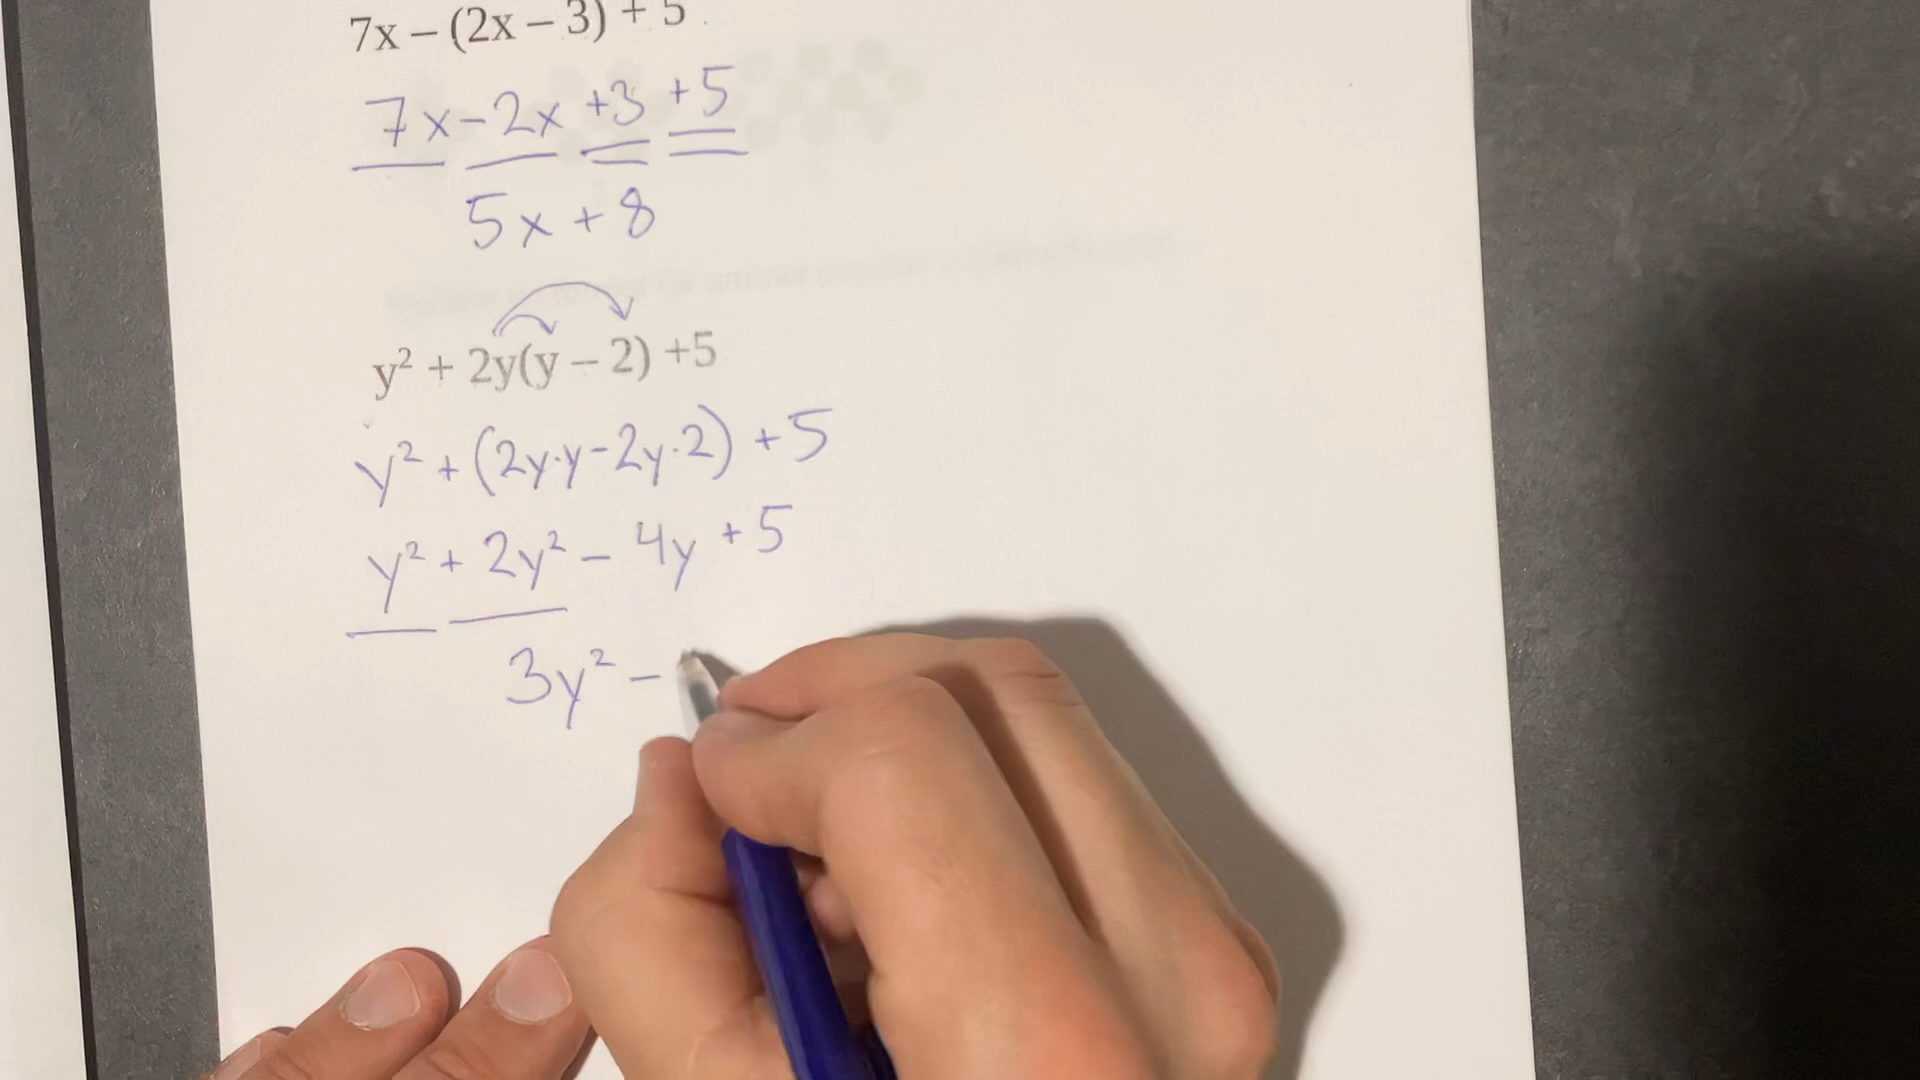 7x – (2x – 3) + 5
7x-2x +3 +5
5x + 8
y² + 2y(y – 2) +5
y² + (2y·y-2y·2) + 5
y² + 2y² - 4y + 5
3y² -